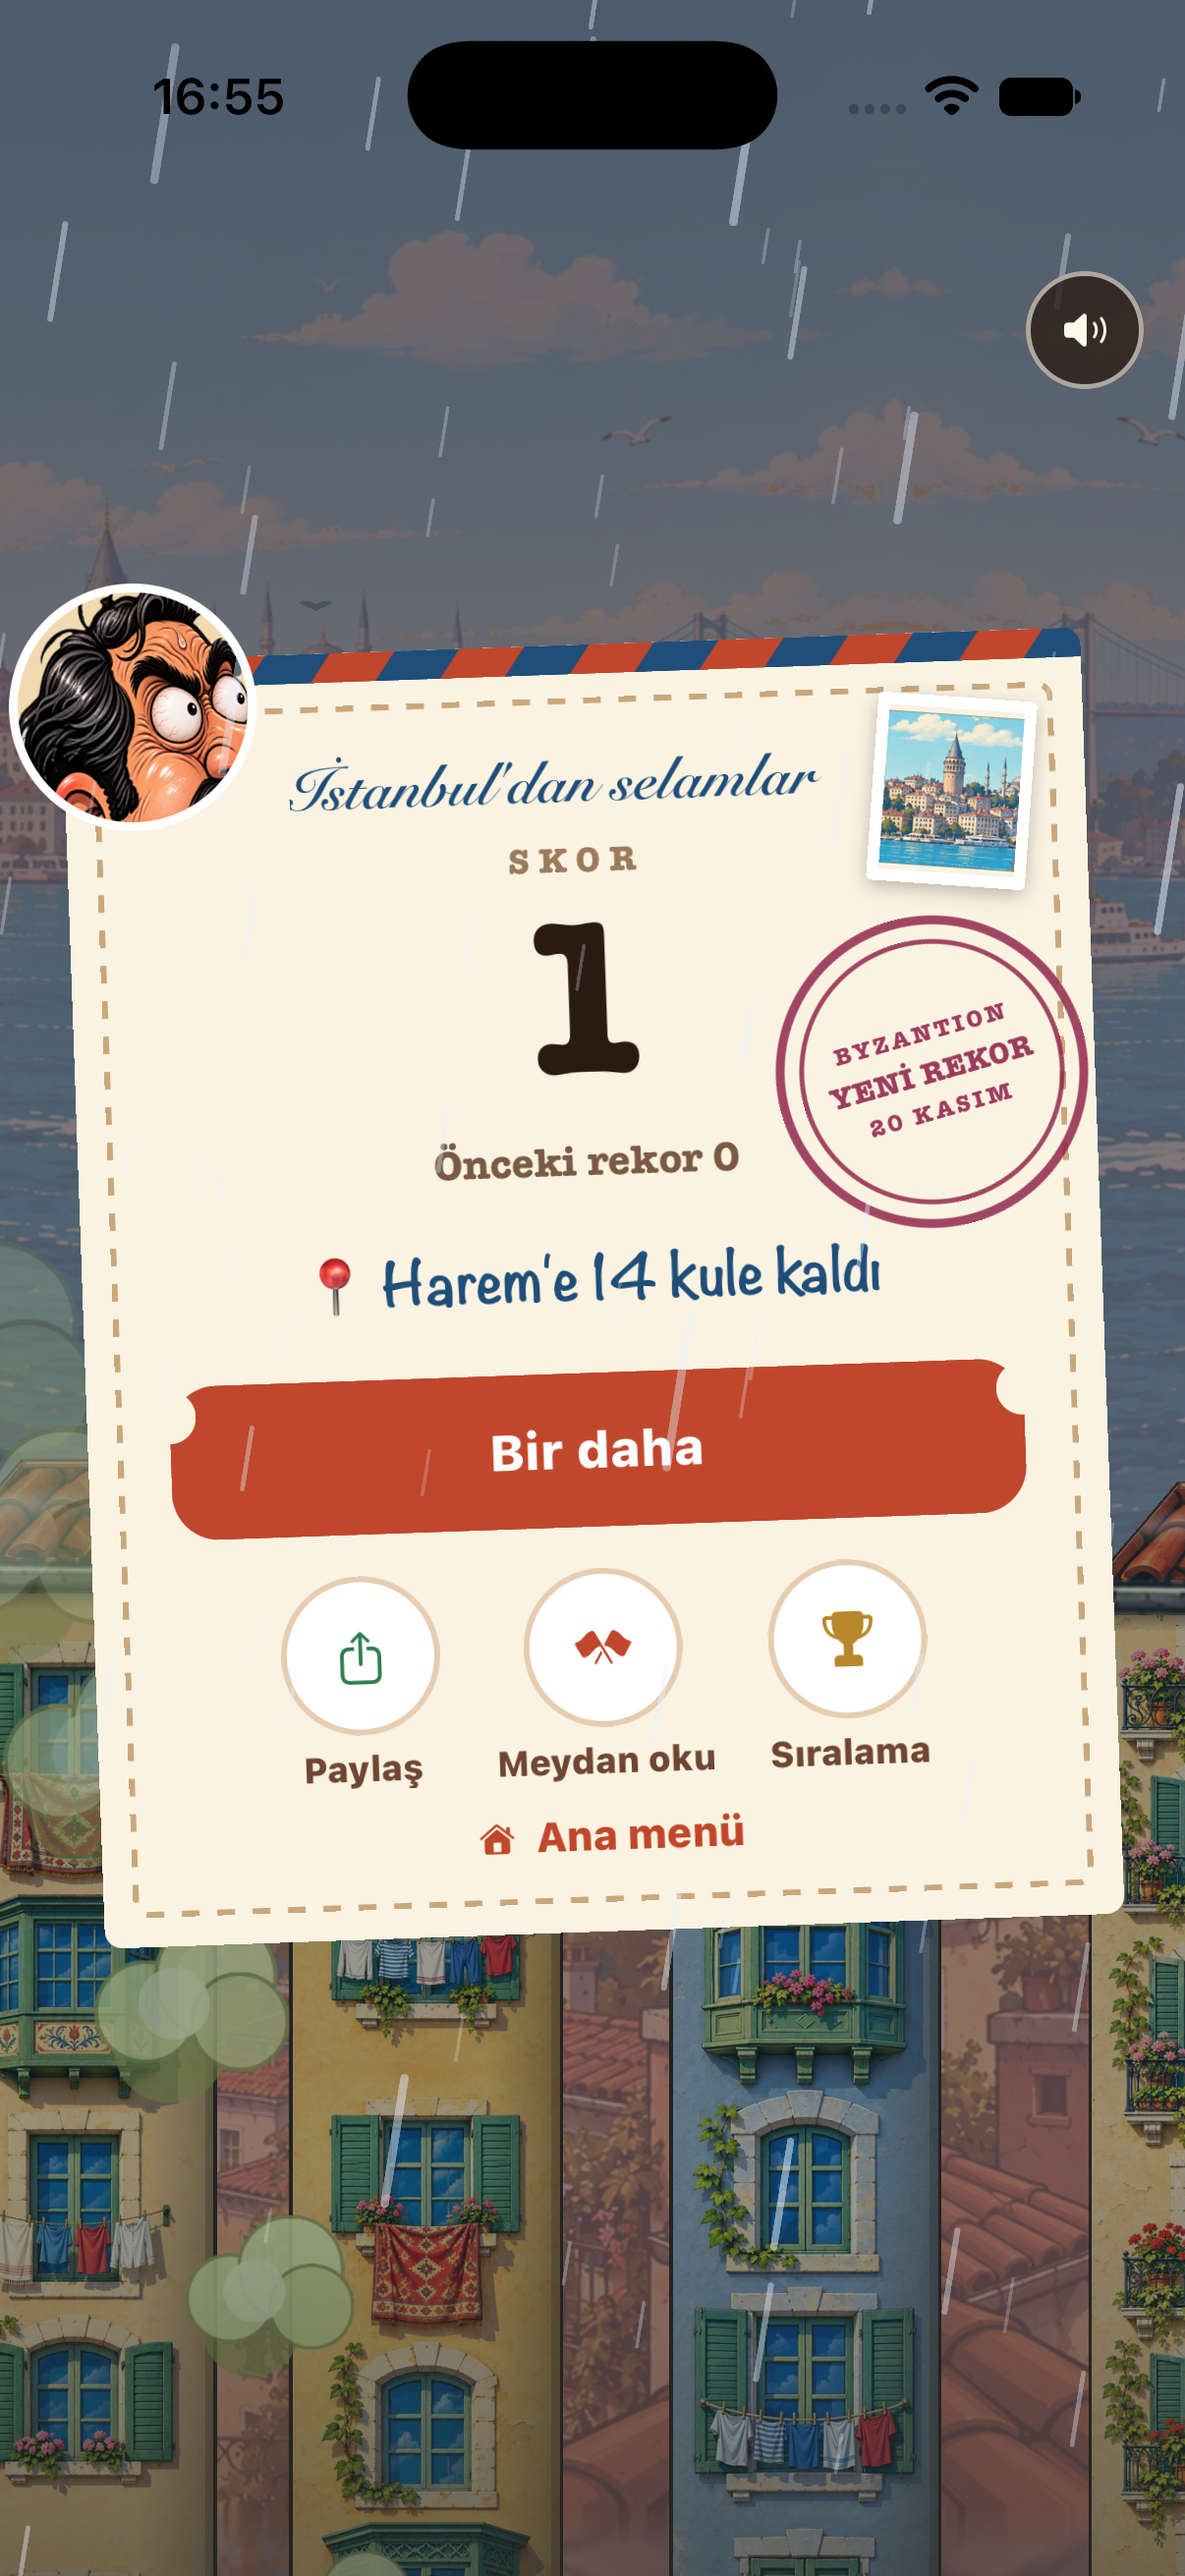 16:55
İstanbul'dan selamlar
SKOR
1
BYZANTION
YENİ REKOR
20 KASIM
Önceki rekor 0
📍 Harem'e 14 kule kaldı
Bir daha
Paylaş
Meydan oku
Sıralama
Ana menü